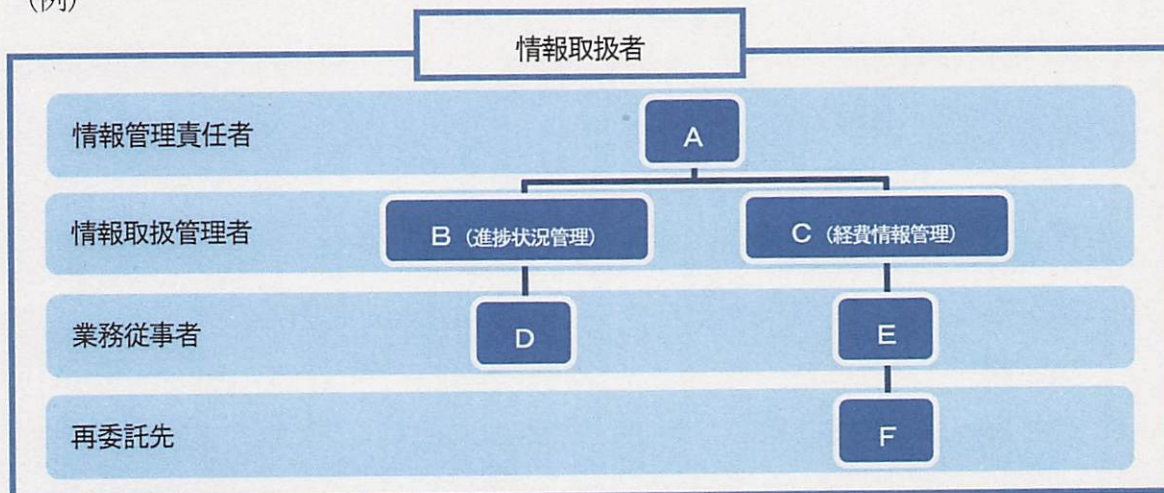 （例）
情報取扱者
情報管理責任者
A
情報取扱管理者
B（進捗状況管理）
C（経費情報管理）
業務従事者
D
E
再委託先
F